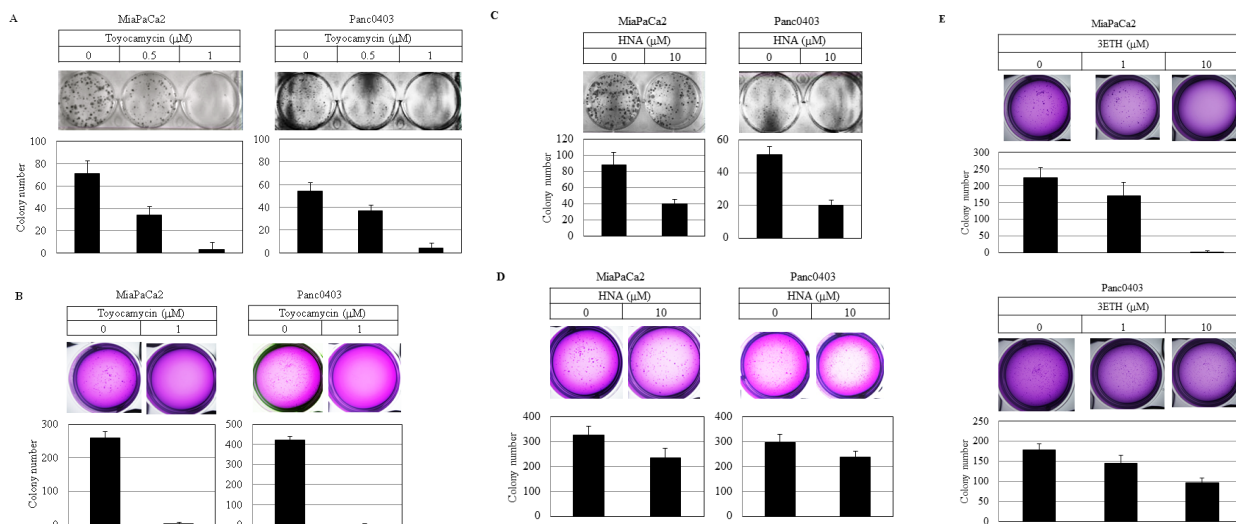 A
MiaPaCa2
Toyocamycin (μM)
0 0.5 1
100
80
60
40
20
0
Colony number
Panc0403
Toyocamycin (μM)
0 0.5 1
100
80
60
40
20
0
B
MiaPaCa2
Toyocamycin (μM)
0 1
300
200
100
0
Colony number
Panc0403
Toyocamycin (μM)
0 1
500
400
300
200
100
0
C
MiaPaCa2
HNA (μM)
0 10
120
100
80
60
40
20
0
Colony number
Panc0403
HNA (μM)
0 10
60
40
20
0
D
MiaPaCa2
HNA (μM)
0 10
400
300
200
100
0
Colony number
Panc0403
HNA (μM)
0 10
400
300
200
100
0
E
MiaPaCa2
3ETH (μM)
0 1 10
300
250
200
150
100
50
0
Colony number
Panc0403
3ETH (μM)
0 1 10
250
200
150
100
50
0
Colony number